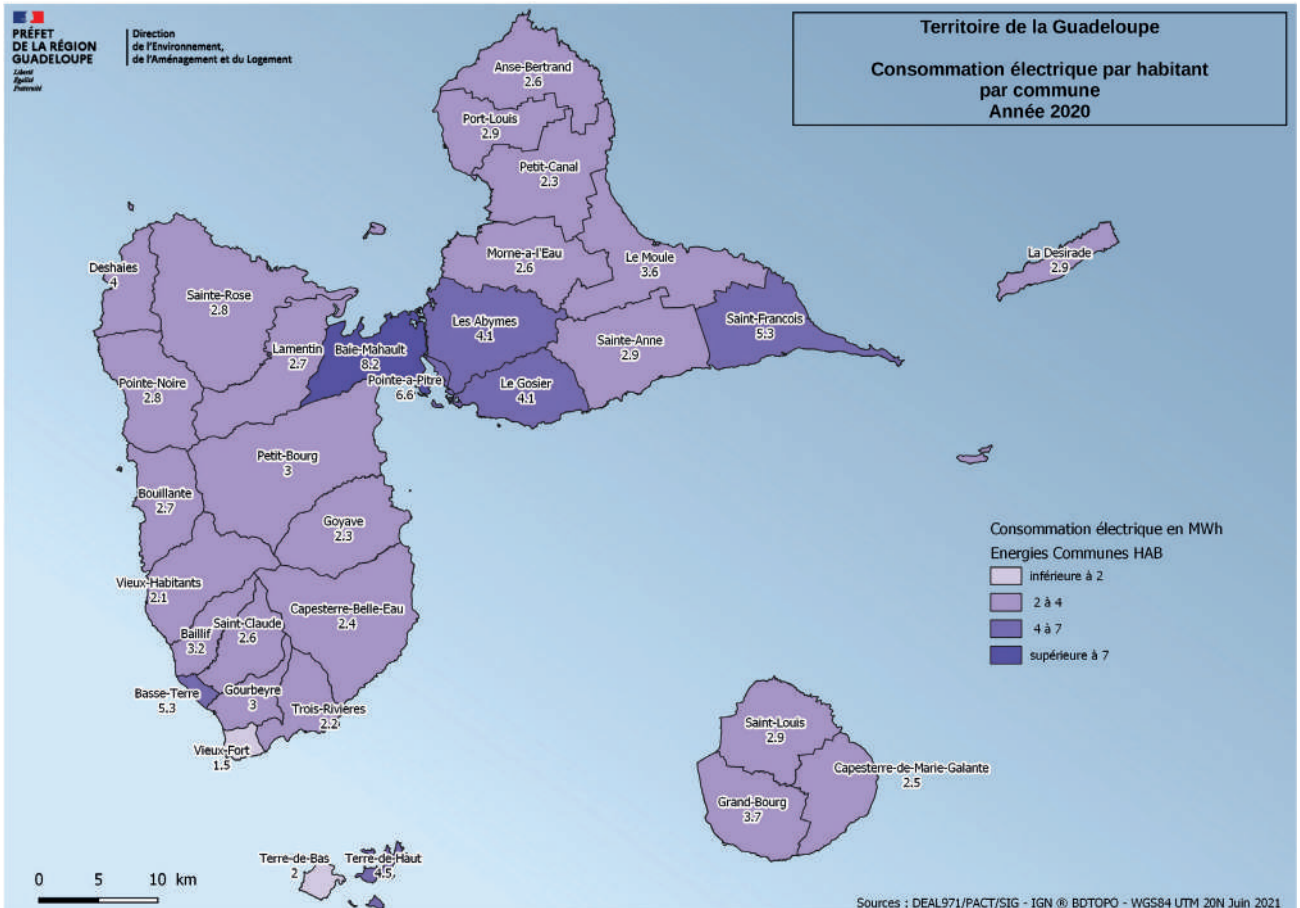 PRÉFET
DE LA RÉGION
GUADELOUPE
Liberté
Égalité
Fraternité
Direction
de l'Environnement,
de l'Aménagement et du Logement
Territoire de la Guadeloupe
Consommation électrique par habitant
par commune
Année 2020
Anse-Bertrand
2.6
Port-Louis
2.9
Petit-Canal
2.3
Morne-a-l'Eau
2.6
Le Moule
3.6
La Desirade
2.9
Deshaies
4
Sainte-Rose
2.8
Lamentin
2.7
Baie-Mahault
8.2
Les Abymes
4.1
Sainte-Anne
2.9
Saint-Francois
5.3
Pointe-Noire
2.8
Pointe-a-Pitre
6.6
Le Gosier
4.1
Petit-Bourg
3
Bouillante
2.7
Goyave
2.3
Vieux-Habitants
2.1
Capesterre-Belle-Eau
2.4
Saint-Claude
2.6
Baillif
3.2
Basse-Terre
5.3
Gourbeyre
3
Trois-Rivieres
2.2
Vieux-Fort
1.5
Terre-de-Bas
2
Terre-de-Haut
4.5
Saint-Louis
2.9
Capesterre-de-Marie-Galante
2.5
Grand-Bourg
3.7
Consommation électrique en MWh
Energies Communes HAB
inférieure à 2
2 à 4
4 à 7
supérieure à 7
0 5 10 km
Sources : DEAL971/PACT/SIG - IGN ® BDTOPO - WGS84 UTM 20N Juin 2021